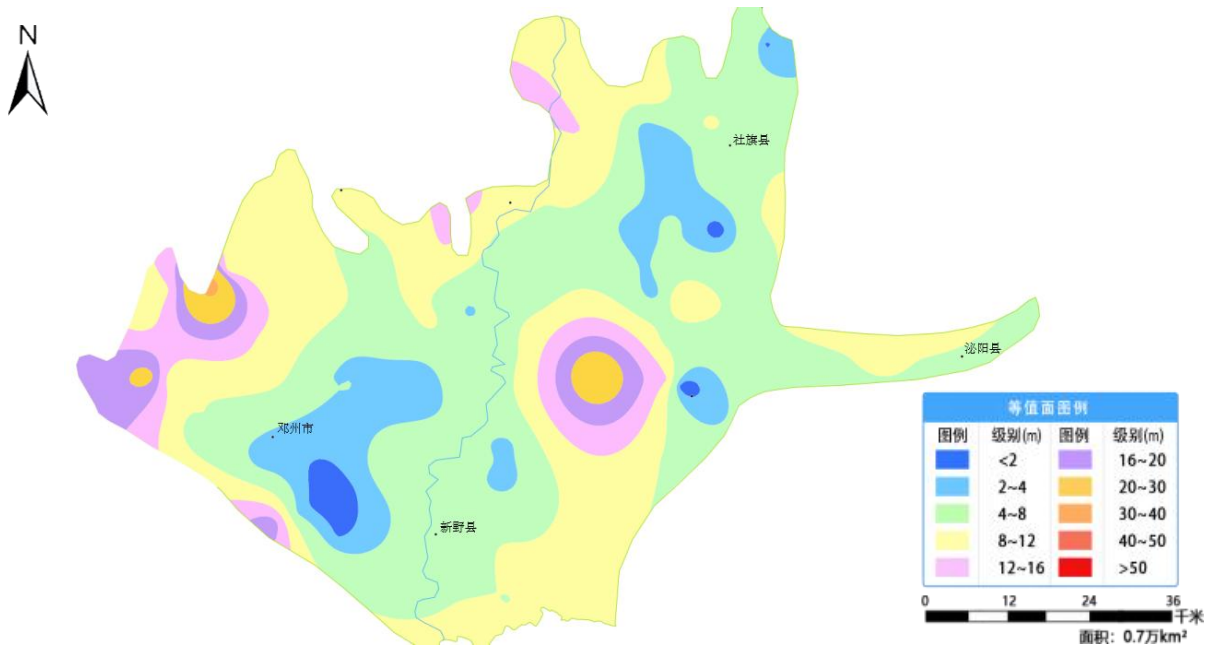 N
社旗县
泌阳县
邓州市
新野县
等值面图例
图例 级别(m) 图例 级别(m)
<2 16~20
2~4 20~30
4~8 30~40
8~12 40~50
12~16 >50
0 12 24 36
千米
面积：0.7万km²